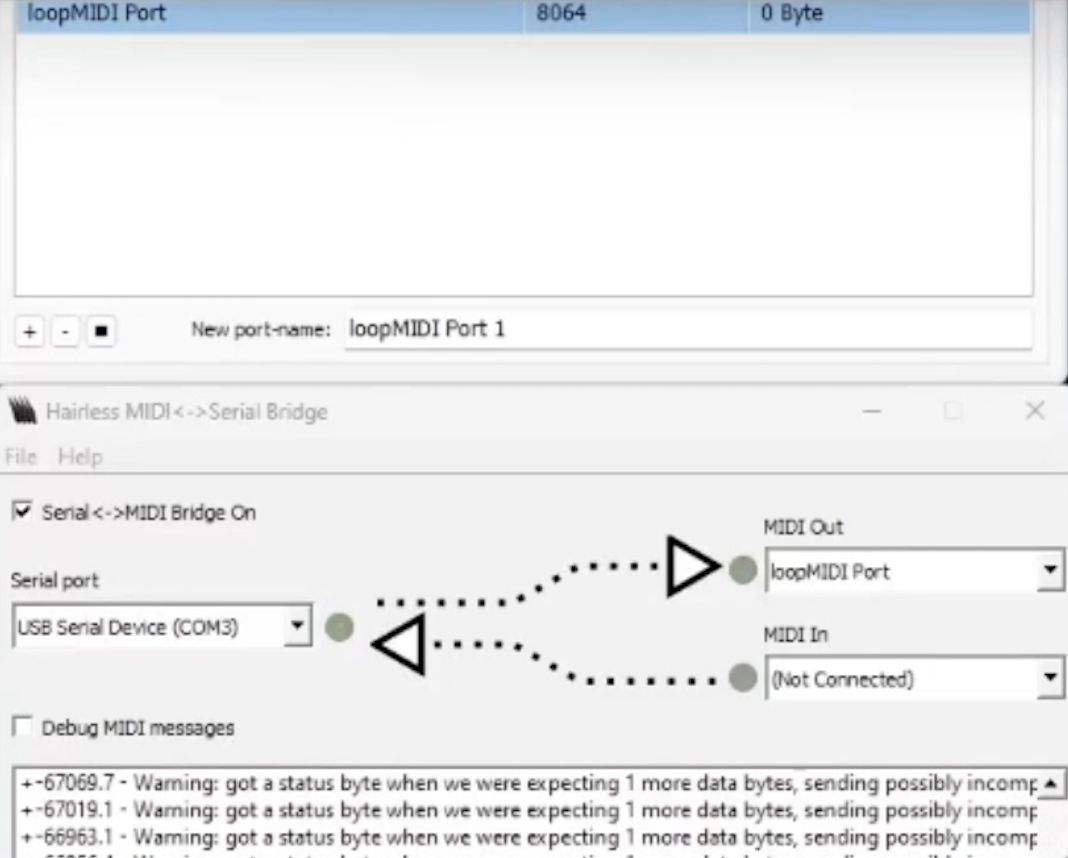 loopMIDI Port 8064 0 Byte
+ - New port-name: loopMIDI Port 1
Hairless MIDI<->Serial Bridge
File Help
Serial<->MIDI Bridge On
MIDI Out
Serial port
loopMIDI Port
USB Serial Device (COM3)
MIDI In
(Not Connected)
Debug MIDI messages
+-67069.7 - Warning: got a status byte when we were expecting 1 more data bytes, sending possibly incomp
+-67019.1 - Warning: got a status byte when we were expecting 1 more data bytes, sending possibly incomp
+-66963.1 - Warning: got a status byte when we were expecting 1 more data bytes, sending possibly incomp